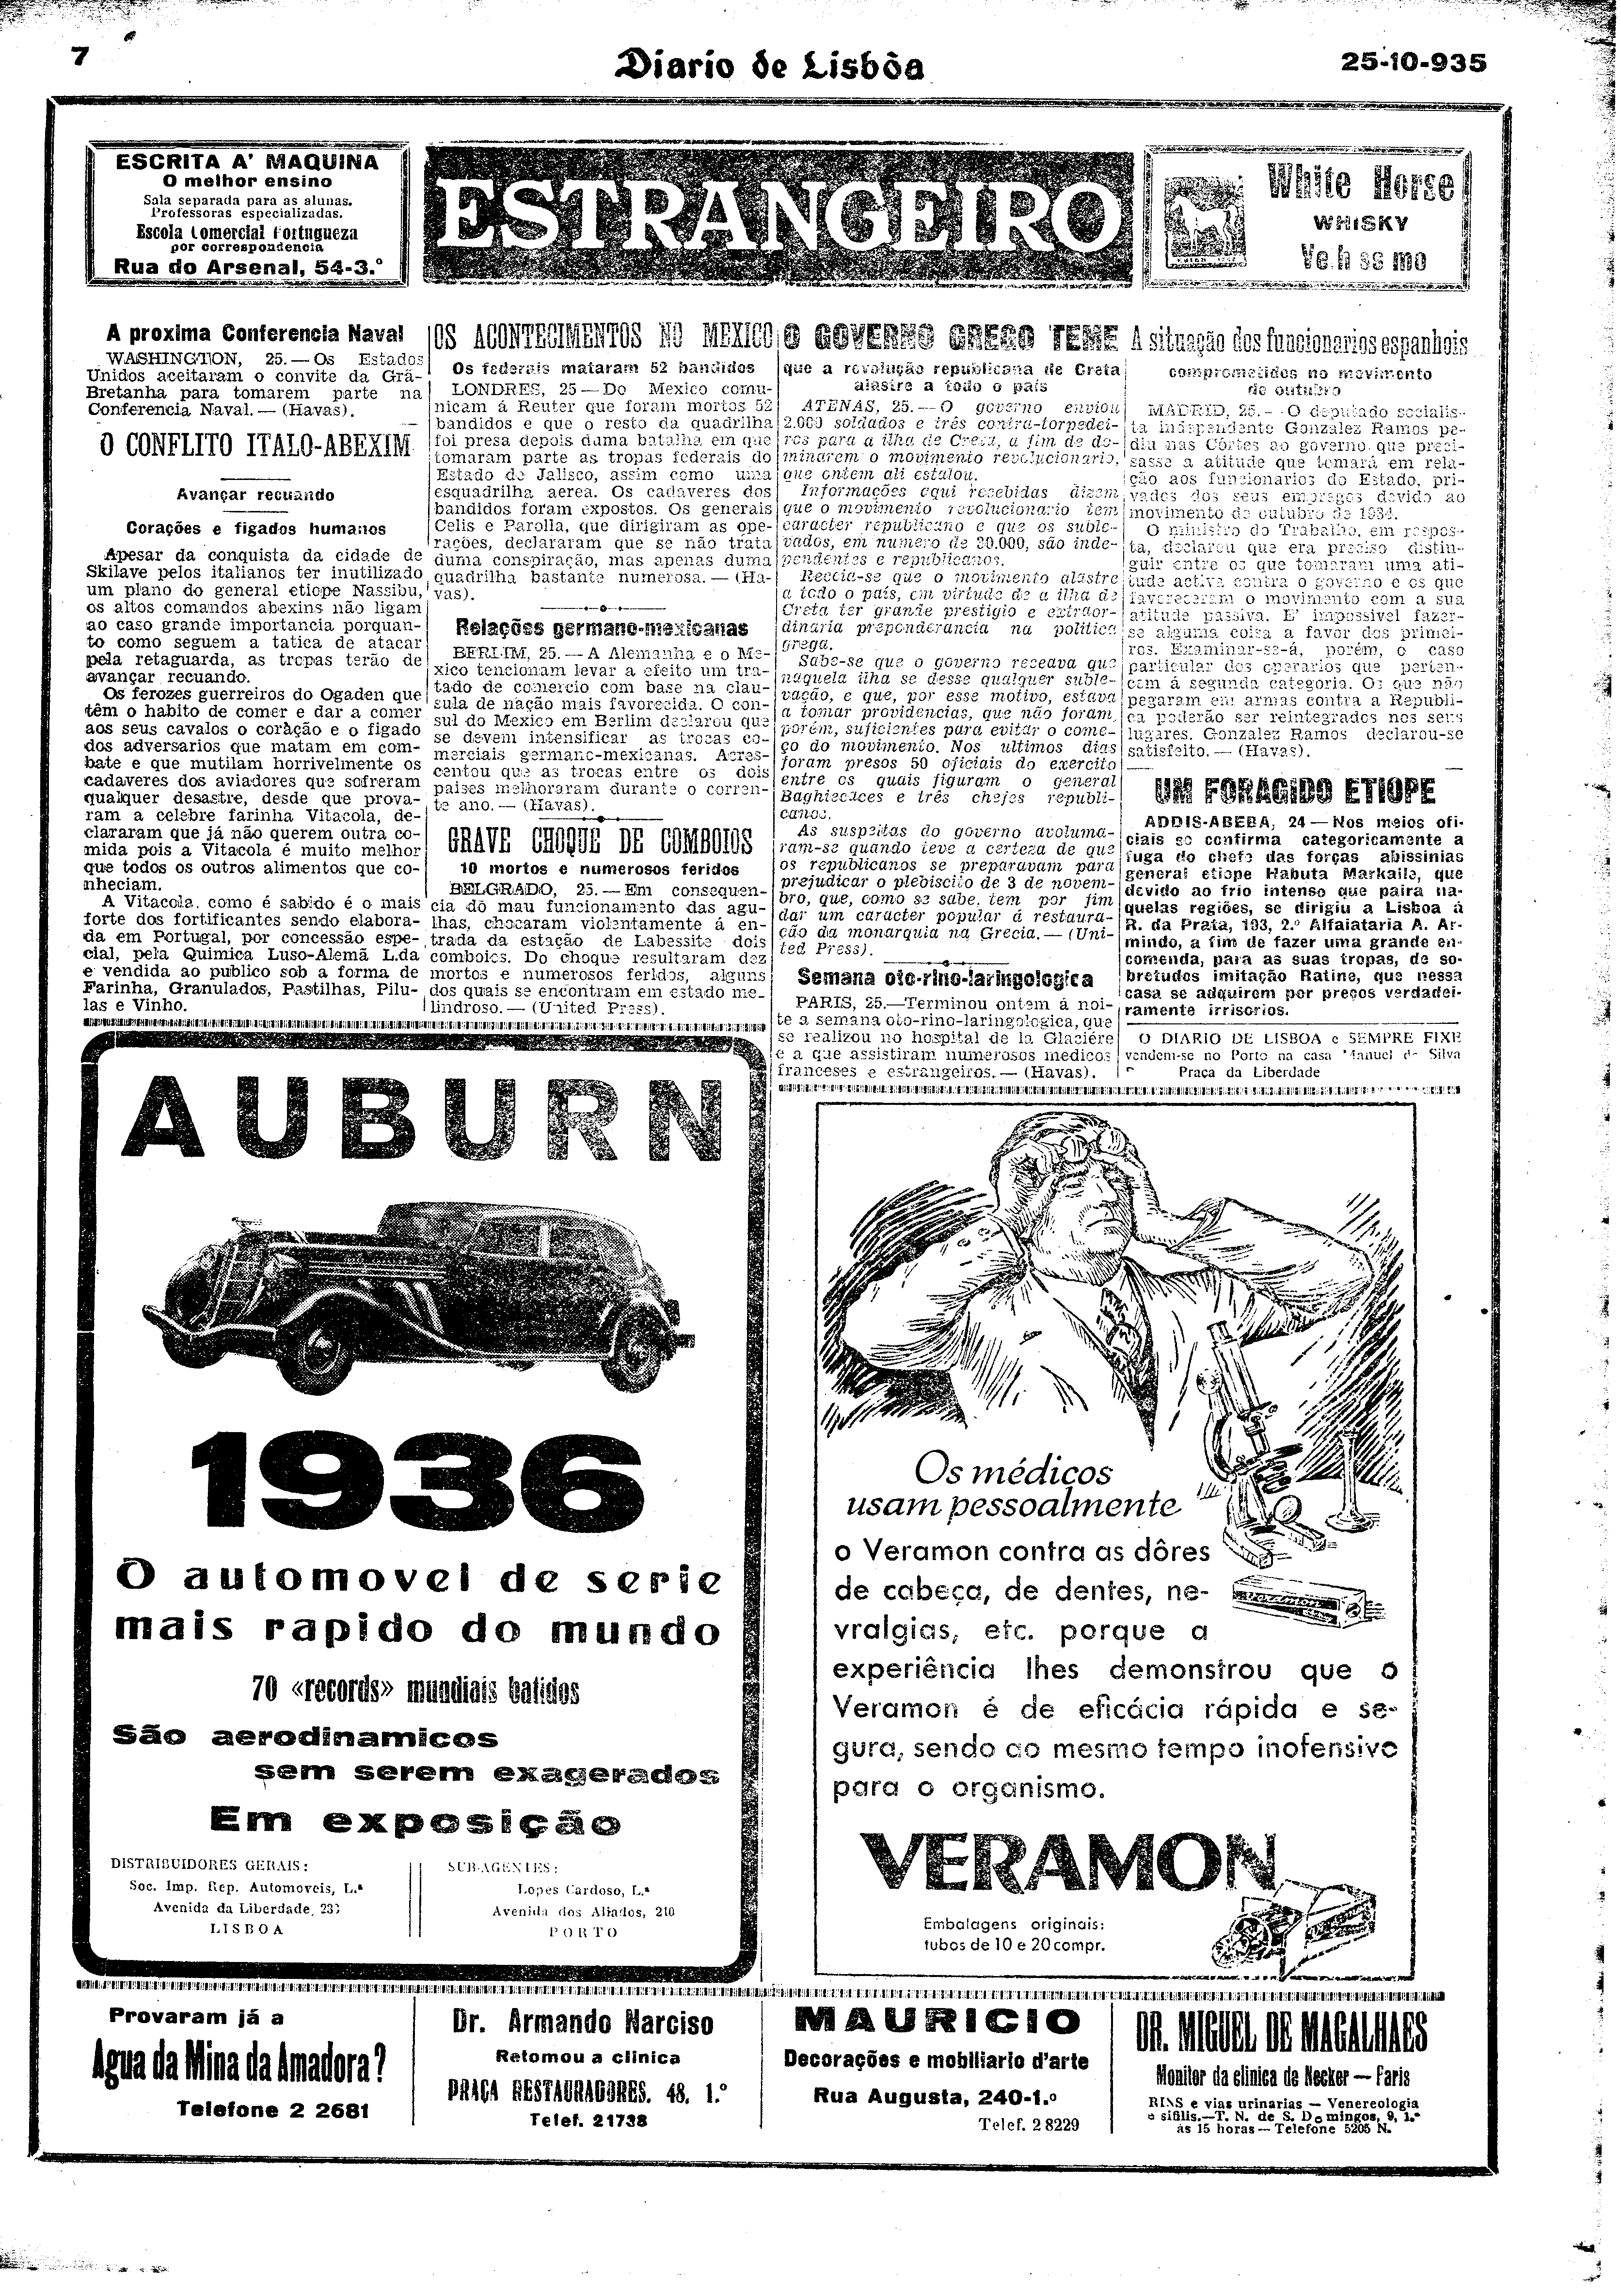 7
Diario de Lisbôa
25-10-935
ESCRITA A' MAQUINA
O melhor ensino
Sala separada para as alunas.
Professoras especializadas.
Escola Comercial Portugueza
por correspondencia
Rua do Arsenal, 54-3.º
ESTRANGEIRO
White Horse
WHISKY
A proxima Conferencia Naval
WASHINGTON, 25.—Os Estados
Unidos aceitaram o convite da Grã-
Bretanha para tomarem parte na
Conferencia Naval. — (Havas).
O CONFLITO ITALO-ABEXIM
Avançar recuando
Corações e figados humanos
Apesar da conquista da cidade de
Skilave pelos italianos ter inutilizado
um plano do general etiope Nassibu,
os altos comandos abexins não ligam
ao caso grande importancia porquan-
to como seguem a tatica de atacar
pela retaguarda, as tropas terão de
avançar recuando.
Os ferozes guerreiros do Ogaden que
têm o habito de comer e dar a comer
aos seus cavalos o coração e o figado
dos adversarios que matam em com-
bate e que mutilam horrivelmente os
cadaveres dos aviadores que sofreram
qualquer desastre, desde que prova-
ram a celebre farinha Vitacola, de-
clararam que já não querem outra co-
mida pois a Vitacola é muito melhor
que todos os outros alimentos que co-
nheciam.
A Vitacola, como é sabido é o mais
forte dos fortificantes sendo elabora-
da em Portugal, por concessão espe-
cial, pela Quimica Luso-Alemã L.da
e vendida ao publico sob a forma de
Farinha, Granulados, Pastilhas, Pilu-
las e Vinho.
OS ACONTECIMENTOS NO MEXICO
Os federais mataram 52 bandidos
LONDRES, 25 — Do Mexico comu-
nicam á Reuter que foram mortos 52
bandidos e que o resto da quadrilha
foi presa depois duma batalha em que
tomaram parte as tropas federais do
Estado de Jalisco, assim como uma
esquadrilha aerea. Os cadaveres dos
bandidos foram expostos. Os generais
Celis e Parolla, que dirigiram as ope-
rações, declararam que se não trata
duma conspiração, mas apenas duma
quadrilha bastante numerosa. — (Ha-
vas).
Relações germano-mexicanas
BERLIM, 25. — A Alemanha e o Me-
xico tencionam levar a efeito um tra-
tado de comercio com base na clau-
sula de nação mais favorecida. O con-
sul do Mexico em Berlim declarou que
se devem intensificar as trocas co-
merciais germano-mexicanas. Acres-
centou que as trocas entre os dois
paises melhoraram durante o corren-
te ano. — (Havas).
GRAVE CHOQUE DE COMBOIOS
10 mortos e numerosos feridos
BELGRADO, 25. — Em consequen-
cia do mau funcionamento das agu-
lhas, chocaram violentamente á en-
trada da estação de Labessite dois
comboios. Do choque resultaram dez
mortos e numerosos feridos, alguns
dos quais se encontram em estado me-
lindroso. — (United Press).
O GOVERNO GREGO TEME
que a revolução republicana de Creta
alastre a todo o país
ATENAS, 25. — O governo enviou
2.000 soldados e três contra-torpedei-
ros para a ilha de Creta, a fim de do-
minarem o movimento revolucionario,
que ontem ali estalou.
Informações aqui recebidas dizem
que o movimento revolucionario tem
caracter republicano e que os suble-
vados, em numero de 20.000, são inde-
pendentes e republicanos.
Receia-se que o movimento alastre
a todo o país, em virtude de a ilha de
Creta ter grande prestigio e extraor-
dinaria preponderancia na politica
grega.
Sabe-se que o governo receava que
naquela ilha se desse qualquer suble-
vação, e que, por esse motivo, estava
a tomar providencias, que não foram,
porém, suficientes para evitar o come-
ço do movimento. Nos ultimos dias
foram presos 50 oficiais do exercito
entre os quais figuram o general
Baghiscaces e três chefes republi-
canos.
As suspeitas do governo avoluma-
ram-se quando teve a certeza de que
os republicanos se preparavam para
prejudicar o plebiscito de 3 de novem-
bro, que, como se sabe, tem por fim
dar um caracter popular á restaura-
ção da monarquia na Grecia. — (Uni-
ted Press).
Semana oto-rino-laringologica
PARIS, 25.—Terminou ontem á noi-
te a semana oto-rino-laringologica, que
se realizou no hospital de la Glaciére
e a que assistiram numerosos medicos
franceses e estrangeiros. — (Havas).
A situação dos funcionarios espanhois
comprometidos no movimento
de outubro
MADRID, 25. — O deputado socialis-
ta independente Gonzalez Ramos pe-
diu nas Côrtes ao governo que preci-
sasse a atitude que tomará em rela-
ção aos funcionarios do Estado, pri-
vados dos seus empregos devido ao
movimento de outubro de 1934.
O ministro do Trabalho, em respos-
ta, declarou que era preciso distin-
guir entre os que tomaram uma ati-
tude activa contra o governo e os que
favoreceram o movimento com a sua
atitude passiva. E' impossivel fazer-
se alguma coisa a favor dos primei-
ros. Examinar-se-á, porém, o caso
particular dos operarios que perten-
cem á segunda categoria. Os que não
pegaram em armas contra a Republi-
ca poderão ser reintegrados nos seus
lugares. Gonzalez Ramos declarou-se
satisfeito. — (Havas).
UM FORAGIDO ETIOPE
ADDIS-ABEBA, 24 — Nos meios ofi-
ciais se confirma categoricamente a
fuga do chefe das forças abissinias
general etiope Habuta Markaile, que
devido ao frio intenso que paira na-
quelas regiões, se dirigiu a Lisboa á
R. da Prata, 193, 2.º Alfaiataria A. Ar-
mindo, a fim de fazer uma grande en-
comenda, para as suas tropas, de so-
bretudos imitação Ratine, que nessa
casa se adquirem por preços verdadei-
ramente irrisorios.
O DIARIO DE LISBOA e SEMPRE FIXE
vendem-se no Porto na casa Manuel da Silva
Praça da Liberdade
AUBURN
1936
O automovel de serie
mais rapido do mundo
70 «records» mundiais batidos
São aerodinamicos
sem serem exagerados
Em exposição
DISTRIBUIDORES GERAIS:
Soc. Imp. Rep. Automoveis, L.ª
Avenida da Liberdade,
LISBOA
SUB-AGENTES:
Lopes Cardoso, L.ª
Avenida dos Aliados, 210
PORTO
Os médicos
usam pessoalmente
o Veramon contra as dôres
de cabeça, de dentes, ne-
vralgias, etc. porque a
experiência lhes demonstrou que o
Veramon é de eficácia rápida e se-
gura, sendo ao mesmo tempo inofensivo
para o organismo.
VERAMON
Embalagens originais:
tubos de 10 e 20 compr.
Provaram já a
Agua da Mina da Amadora?
Telefone 2 2681
Dr. Armando Narciso
Retomou a clinica
PRAÇA RESTAURADORES, 48, 1.º
Telef. 21738
MAURICIO
Decorações e mobiliario d'arte
Rua Augusta, 240-1.º
Telef. 2 8229
DR. MIGUEL DE MAGALHAES
Monitor da clinica de Necker — Paris
RINS e vias urinarias — Venereologia
e sifilis.—T. N. de S. Domingos, 9, 1.º
ás 15 horas — Telefone 5205 N.